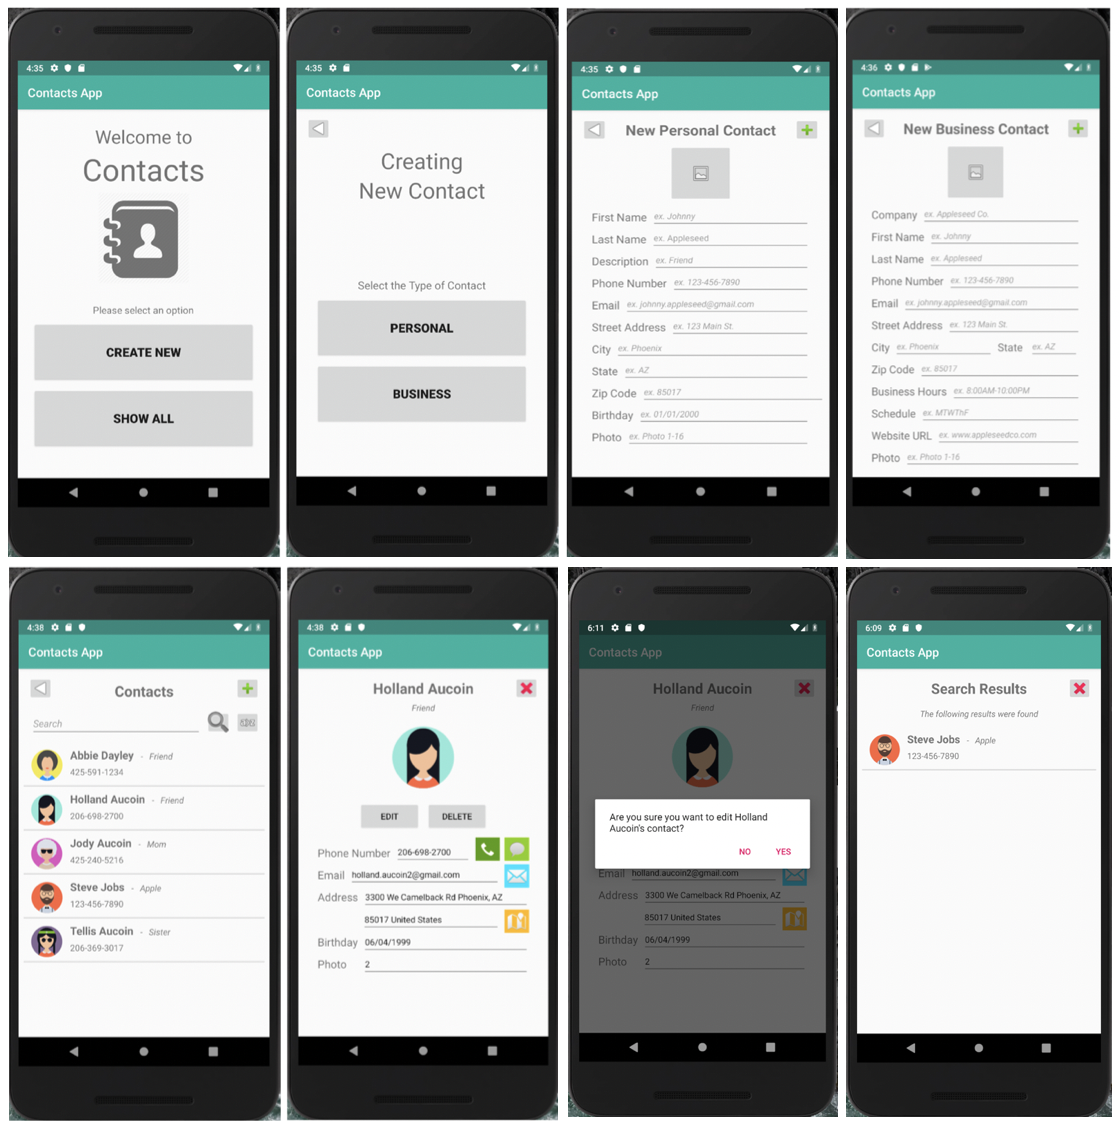 4:35
Contacts App
Welcome to
Contacts
Please select an option
CREATE NEW
SHOW ALL
4:35
Contacts App
Creating
New Contact
Select the Type of Contact
PERSONAL
BUSINESS
4:35
Contacts App
New Personal Contact
First Name ex. Johnny
Last Name ex. Appleseed
Description ex. Friend
Phone Number ex. 123-456-7890
Email ex. johnny.appleseed@gmail.com
Street Address ex. 123 Main St.
City ex. Phoenix
State ex. AZ
Zip Code ex. 85017
Birthday ex. 01/01/2000
Photo ex. Photo 1-16
4:36
Contacts App
New Business Contact
Company ex. Appleseed Co.
First Name ex. Johnny
Last Name ex. Appleseed
Phone Number ex. 123-456-7890
Email ex. johnny.appleseed@gmail.com
Street Address ex. 123 Main St.
City ex. Phoenix State ex. AZ
Zip Code ex. 85017
Business Hours ex. 8:00AM-10:00PM
Schedule ex. MTWThF
Website URL ex. www.appleseedco.com
Photo ex. Photo 1-16
4:38
Contacts App
Contacts
Search
Abbie Dayley - Friend
425-591-1234
Holland Aucoin - Friend
206-698-2700
Jody Aucoin - Mom
425-240-5216
Steve Jobs - Apple
123-456-7890
Tellis Aucoin - Sister
206-369-3017
4:38
Contacts App
Holland Aucoin
Friend
EDIT DELETE
Phone Number 206-698-2700
Email holland.aucoin2@gmail.com
Address 3300 We Camelback Rd Phoenix, AZ
85017 United States
Birthday 06/04/1999
Photo 2
6:11
Contacts App
Holland Aucoin
Friend
Are you sure you want to edit Holland
Aucoin's contact?
NO YES
Email holland.aucoin2@gmail.com
Address 3300 We Camelback Rd Phoenix, AZ
85017 United States
Birthday 06/04/1999
Photo 2
6:09
Contacts App
Search Results
The following results were found
Steve Jobs - Apple
123-456-7890